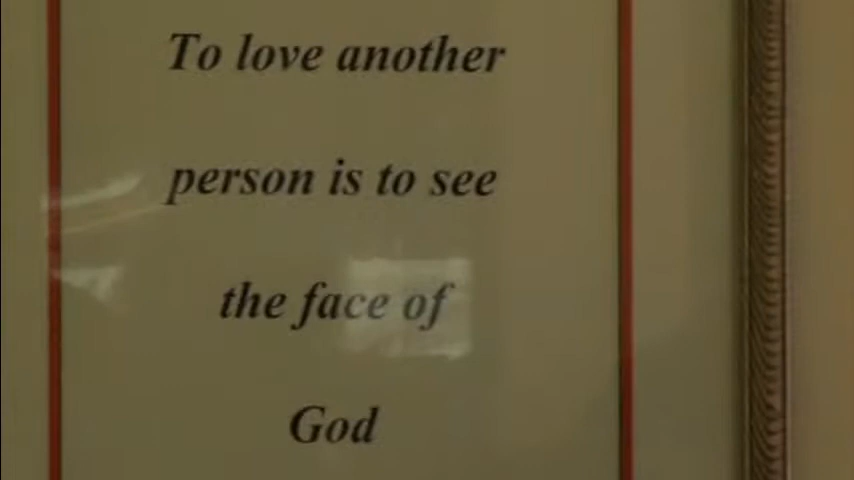 To love another
person is to see
the face of
God